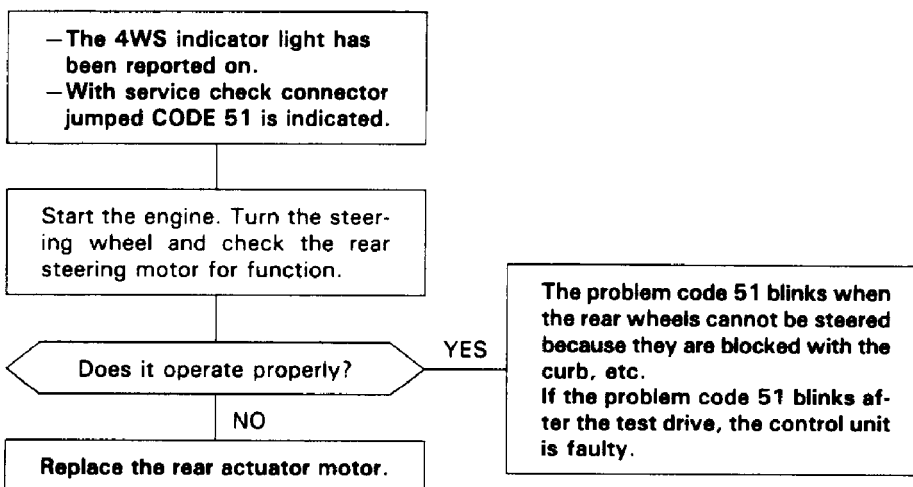 —The 4WS indicator light has
been reported on.
—With service check connector
jumped CODE 51 is indicated.
Start the engine. Turn the steer-
ing wheel and check the rear
steering motor for function.
Does it operate properly?
YES
The problem code 51 blinks when
the rear wheels cannot be steered
because they are blocked with the
curb, etc.
If the problem code 51 blinks af-
ter the test drive, the control unit
is faulty.
NO
Replace the rear actuator motor.